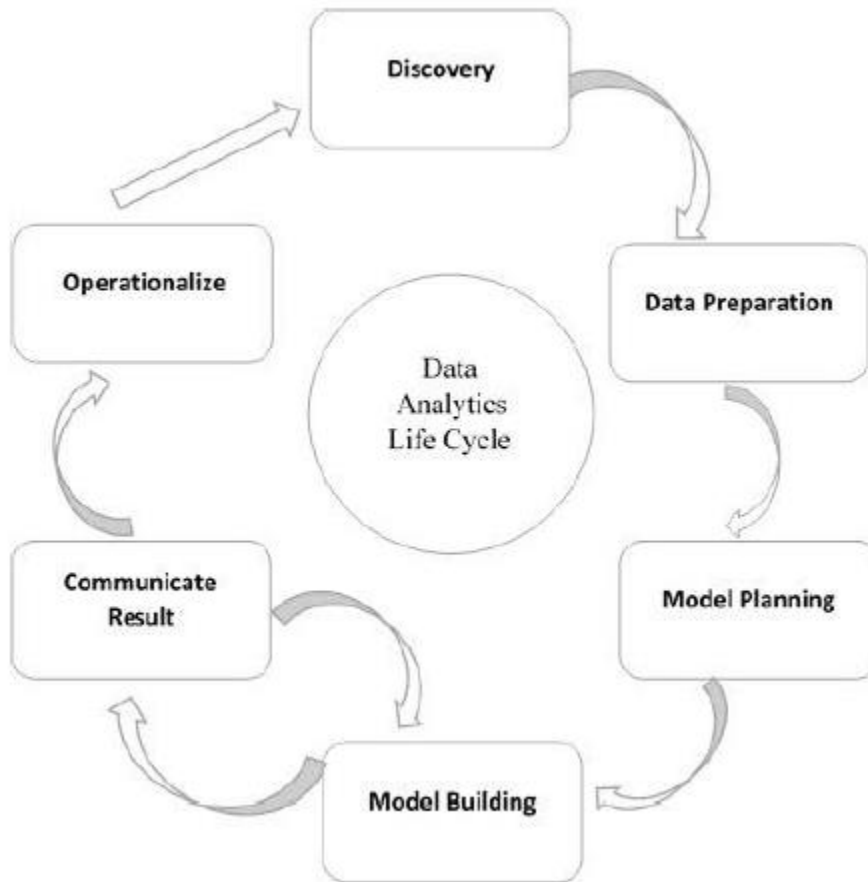 Discovery
Operationalize
Data Preparation
Data
Analytics
Life Cycle
Communicate
Result
Model Planning
Model Building